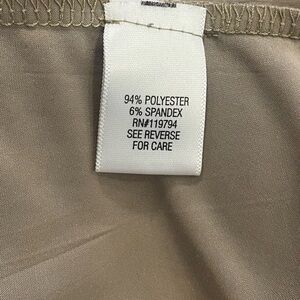 94% POLYESTER
6% SPANDEX
RN#119794
SEE REVERSE
FOR CARE